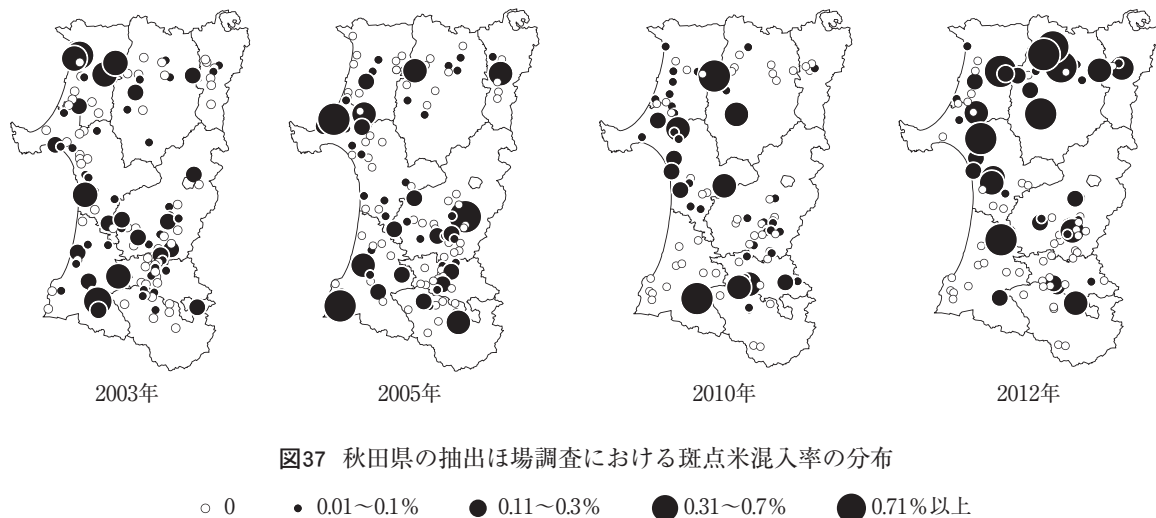 2003年
2005年
2010年
2012年
図37 秋田県の抽出ほ場調査における斑点米混入率の分布
0 0.01～0.1% 0.11～0.3% 0.31～0.7% 0.71%以上